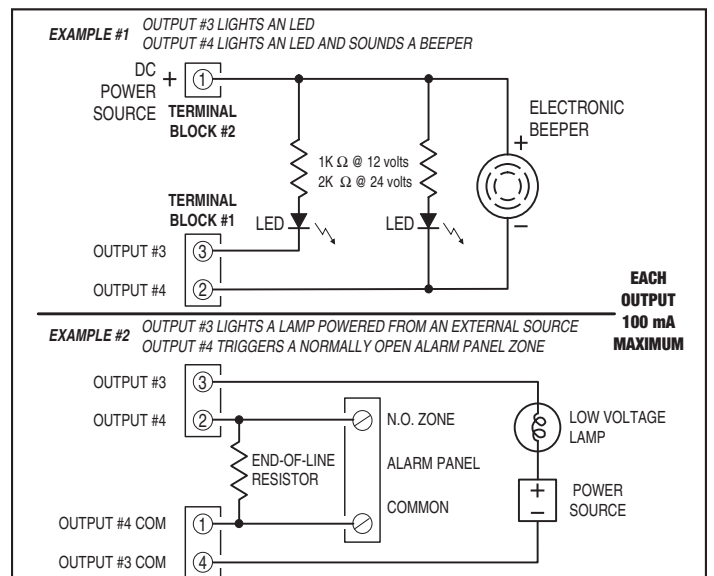 EXAMPLE #1 OUTPUT #3 LIGHTS AN LED
OUTPUT #4 LIGHTS AN LED AND SOUNDS A BEEPER
DC
POWER
SOURCE
+
1
TERMINAL
BLOCK #2
ELECTRONIC
BEEPER
+
−
1K Ω @ 12 volts
2K Ω @ 24 volts
TERMINAL
BLOCK #1
LED
LED
OUTPUT #3
3
OUTPUT #4
2
EACH
OUTPUT
100 mA
MAXIMUM
EXAMPLE #2 OUTPUT #3 LIGHTS A LAMP POWERED FROM AN EXTERNAL SOURCE
OUTPUT #4 TRIGGERS A NORMALLY OPEN ALARM PANEL ZONE
OUTPUT #3
3
OUTPUT #4
2
N.O. ZONE
LOW VOLTAGE
LAMP
END-OF-LINE
RESISTOR
ALARM PANEL
+
−
POWER
SOURCE
COMMON
OUTPUT #4 COM
1
OUTPUT #3 COM
4